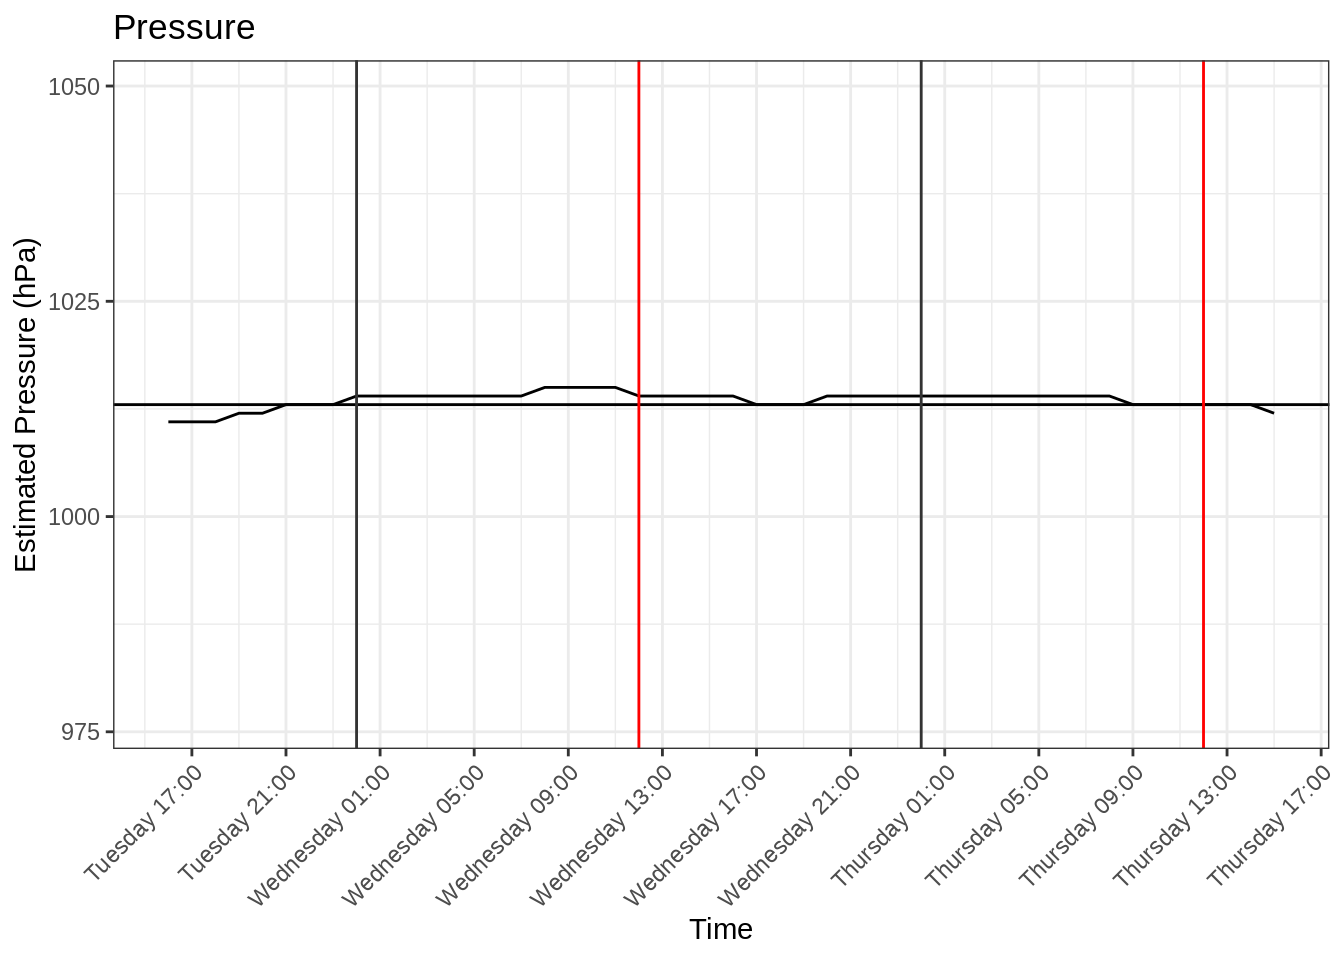 Pressure
Estimated Pressure (hPa)
1050
1025
1000
975
Tuesday 17:00
Tuesday 21:00
Wednesday 01:00
Wednesday 05:00
Wednesday 09:00
Wednesday 13:00
Wednesday 17:00
Wednesday 21:00
Thursday 01:00
Thursday 05:00
Thursday 09:00
Thursday 13:00
Thursday 17:00
Time